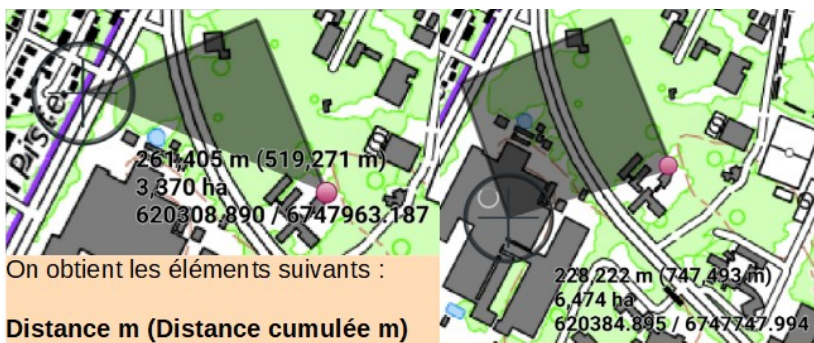 Piste
261,405 m (519,271 m)
3,370 ha
620308.890 / 6747963.187
On obtient les éléments suivants :
Distance m (Distance cumulée m)
228,222 m (747,493 m)
6,474 ha
620384.895 / 6747747.994